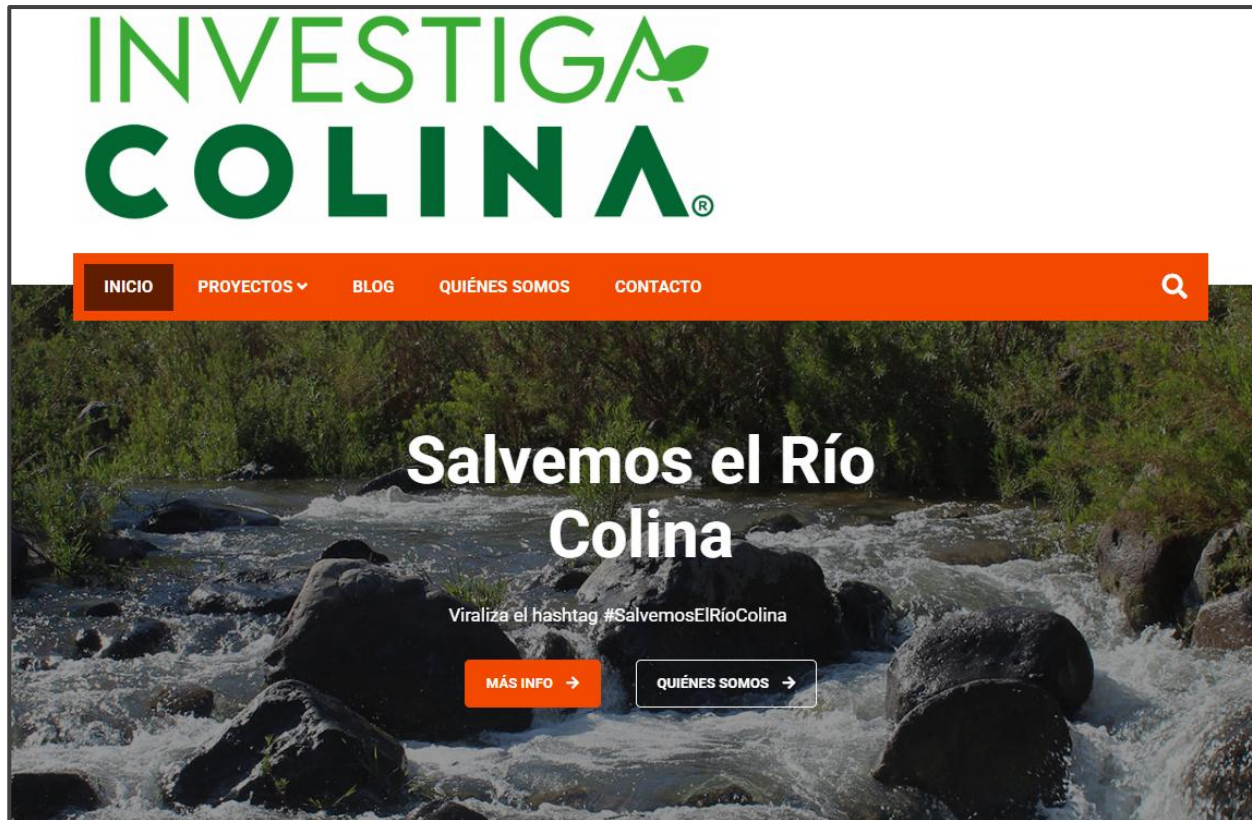 INVESTIGA
COLINA®
INICIO PROYECTOS BLOG QUIÉNES SOMOS CONTACTO
Salvemos el Río
Colina
Viraliza el hashtag #SalvemosElRíoColina
MÁS INFO → QUIÉNES SOMOS →